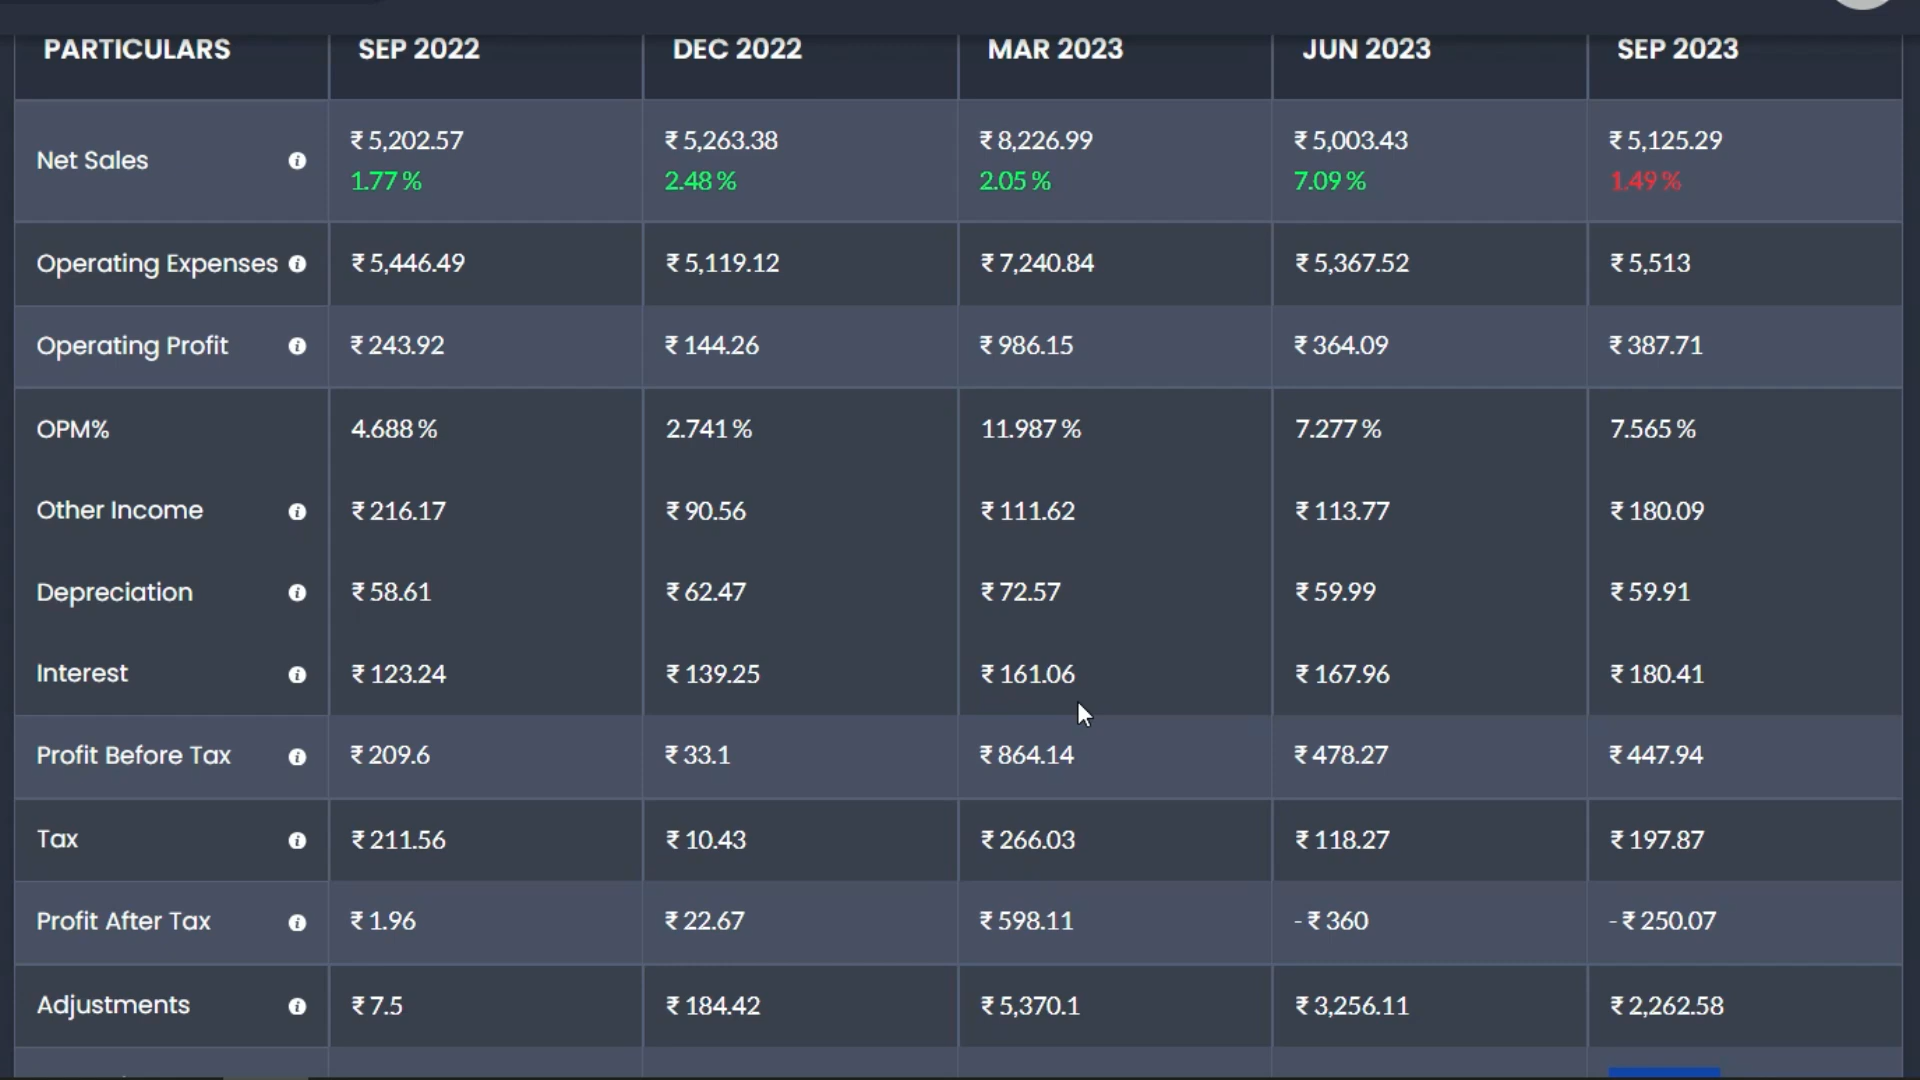 PARTICULARS SEP 2022 DEC 2022 MAR 2023 JUN 2023 SEP 2023
Net Sales ₹ 5,202.57 ₹ 5,263.38 ₹ 8,226.99 ₹ 5,003.43 ₹ 5,125.29
1.77 % 2.48 % 2.05 % 7.09 % 1.49 %
Operating Expenses ₹ 5,446.49 ₹ 5,119.12 ₹ 7,240.84 ₹ 5,367.52 ₹ 5,513
Operating Profit ₹ 243.92 ₹ 144.26 ₹ 986.15 ₹ 364.09 ₹ 387.71
OPM% 4.688 % 2.741 % 11.987 % 7.277 % 7.565 %
Other Income ₹ 216.17 ₹ 90.56 ₹ 111.62 ₹ 113.77 ₹ 180.09
Depreciation ₹ 58.61 ₹ 62.47 ₹ 72.57 ₹ 59.99 ₹ 59.91
Interest ₹ 123.24 ₹ 139.25 ₹ 161.06 ₹ 167.96 ₹ 180.41
Profit Before Tax ₹ 209.6 ₹ 33.1 ₹ 864.14 ₹ 478.27 ₹ 447.94
Tax ₹ 211.56 ₹ 10.43 ₹ 266.03 ₹ 118.27 ₹ 197.87
Profit After Tax ₹ 1.96 ₹ 22.67 ₹ 598.11 - ₹ 360 - ₹ 250.07
Adjustments ₹ 7.5 ₹ 184.42 ₹ 5,370.1 ₹ 3,256.11 ₹ 2,262.58